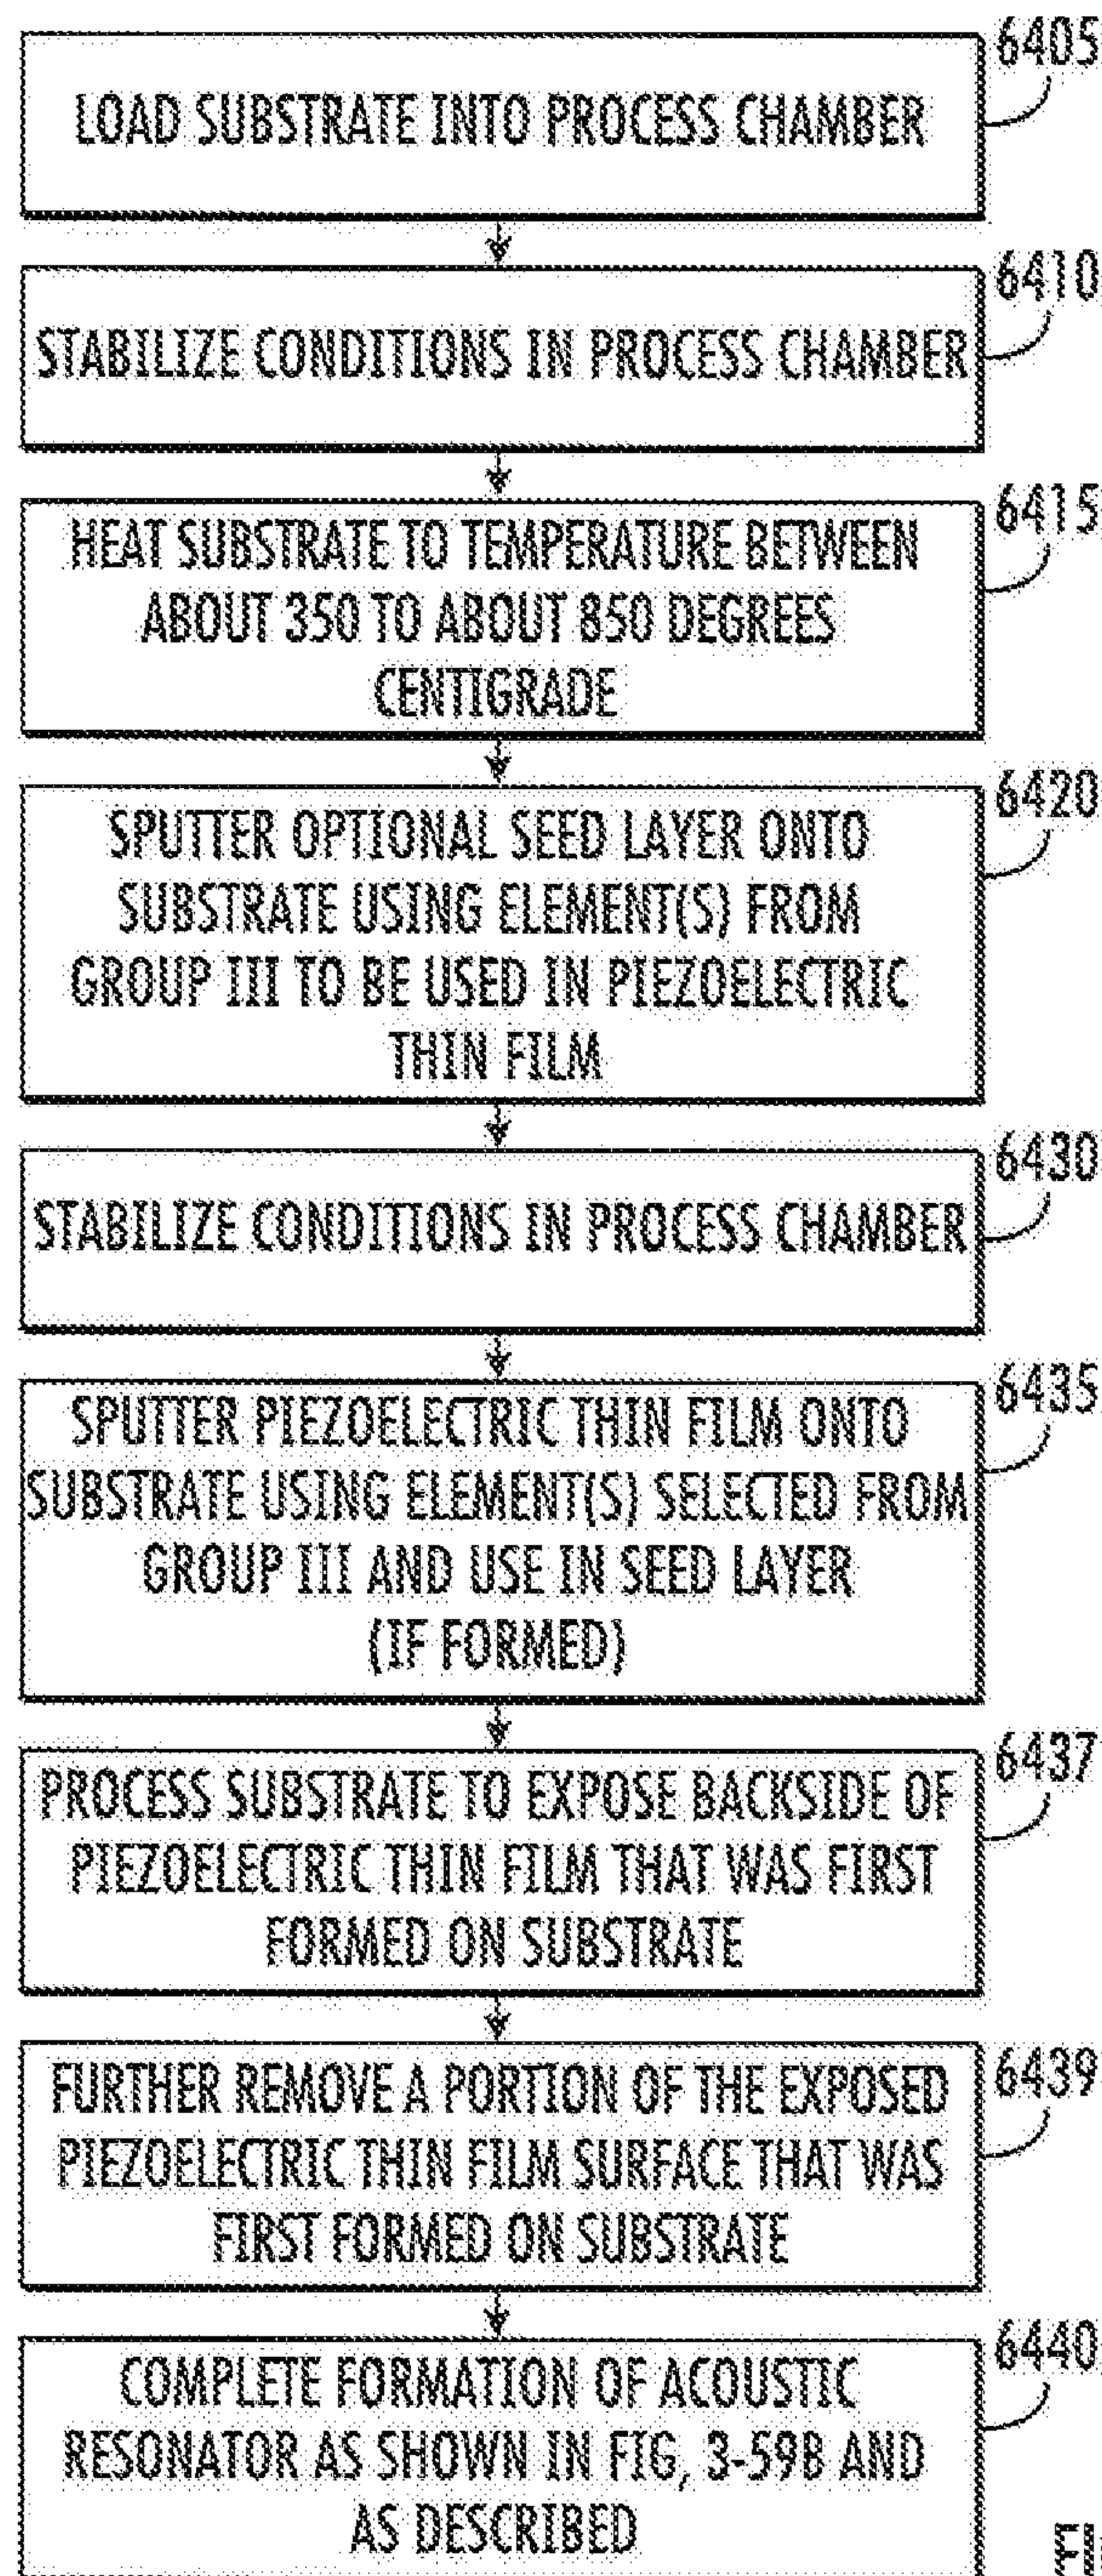 6405
LOAD SUBSTRATE INTO PROCESS CHAMBER
6410
STABILIZE CONDITIONS IN PROCESS CHAMBER
6415
HEAT SUBSTRATE TO TEMPERATURE BETWEEN
ABOUT 350 TO ABOUT 850 DEGREES
CENTIGRADE
6420
SPUTTER OPTIONAL SEED LAYER ONTO
SUBSTRATE USING ELEMENT(S) FROM
GROUP III TO BE USED IN PIEZOELECTRIC
THIN FILM
6430
STABILIZE CONDITIONS IN PROCESS CHAMBER
6435
SPUTTER PIEZOELECTRIC THIN FILM ONTO
SUBSTRATE USING ELEMENT(S) SELECTED FROM
GROUP III AND USE IN SEED LAYER
(IF FORMED)
6437
PROCESS SUBSTRATE TO EXPOSE BACKSIDE OF
PIEZOELECTRIC THIN FILM THAT WAS FIRST
FORMED ON SUBSTRATE
6439
FURTHER REMOVE A PORTION OF THE EXPOSED
PIEZOELECTRIC THIN FILM SURFACE THAT WAS
FIRST FORMED ON SUBSTRATE
6440
COMPLETE FORMATION OF ACOUSTIC
RESONATOR AS SHOWN IN FIG, 3-59B AND
AS DESCRIBED